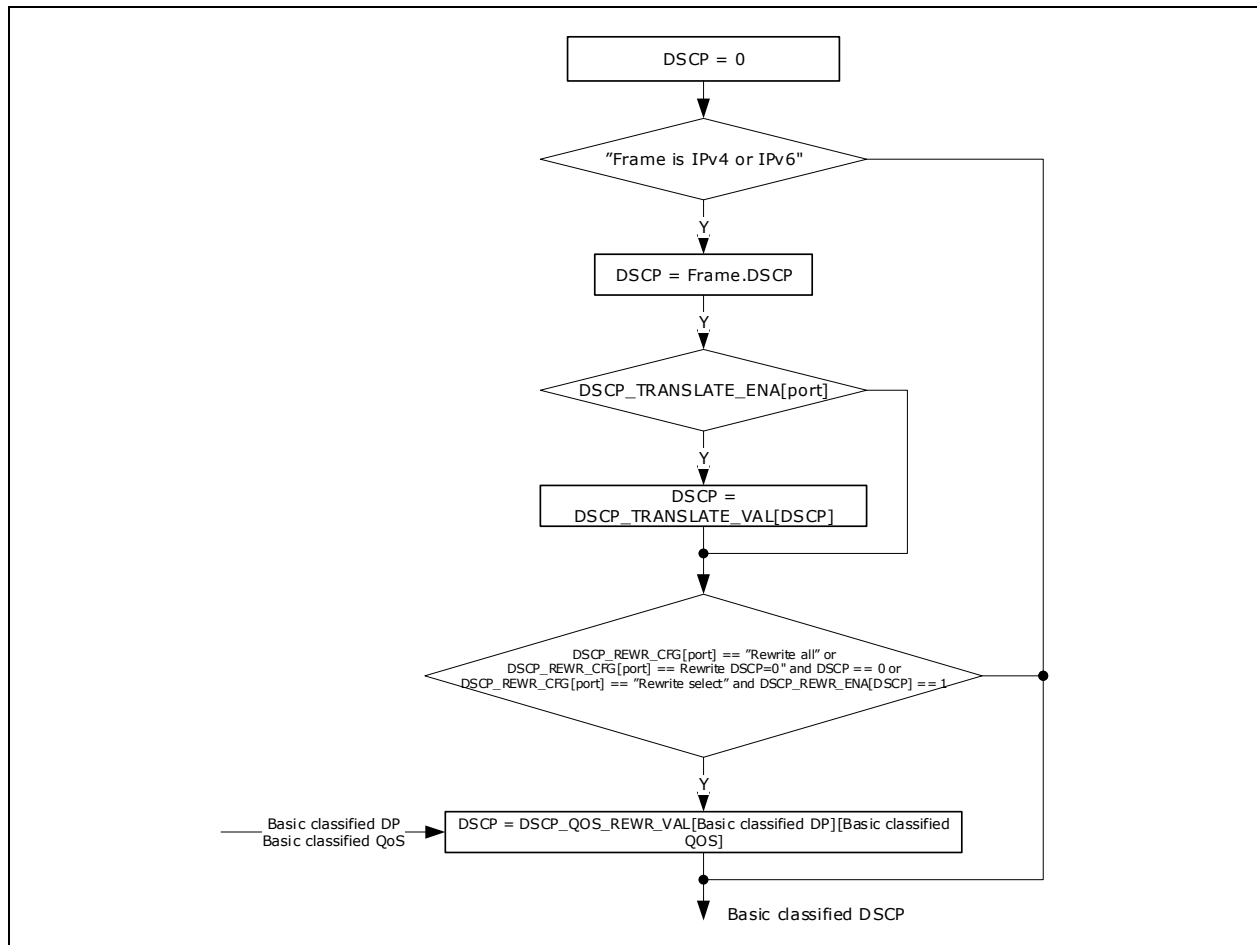 DSCP = 0
"Frame is IPv4 or IPv6"
Y
DSCP = Frame.DSCP
Y
DSCP_TRANSLATE_ENA[port]
Y
DSCP =
DSCP_TRANSLATE_VAL[DSCP]
DSCP_REWR_CFG[port] == "Rewrite all" or
DSCP_REWR_CFG[port] == Rewrite DSCP=0" and DSCP == 0 or
DSCP_REWR_CFG[port] == "Rewrite select" and DSCP_REWR_ENA[DSCP] == 1
Y
Basic classified DP
Basic classified QoS
DSCP = DSCP_QOS_REWR_VAL[Basic classified DP][Basic classified
QOS]
Basic classified DSCP